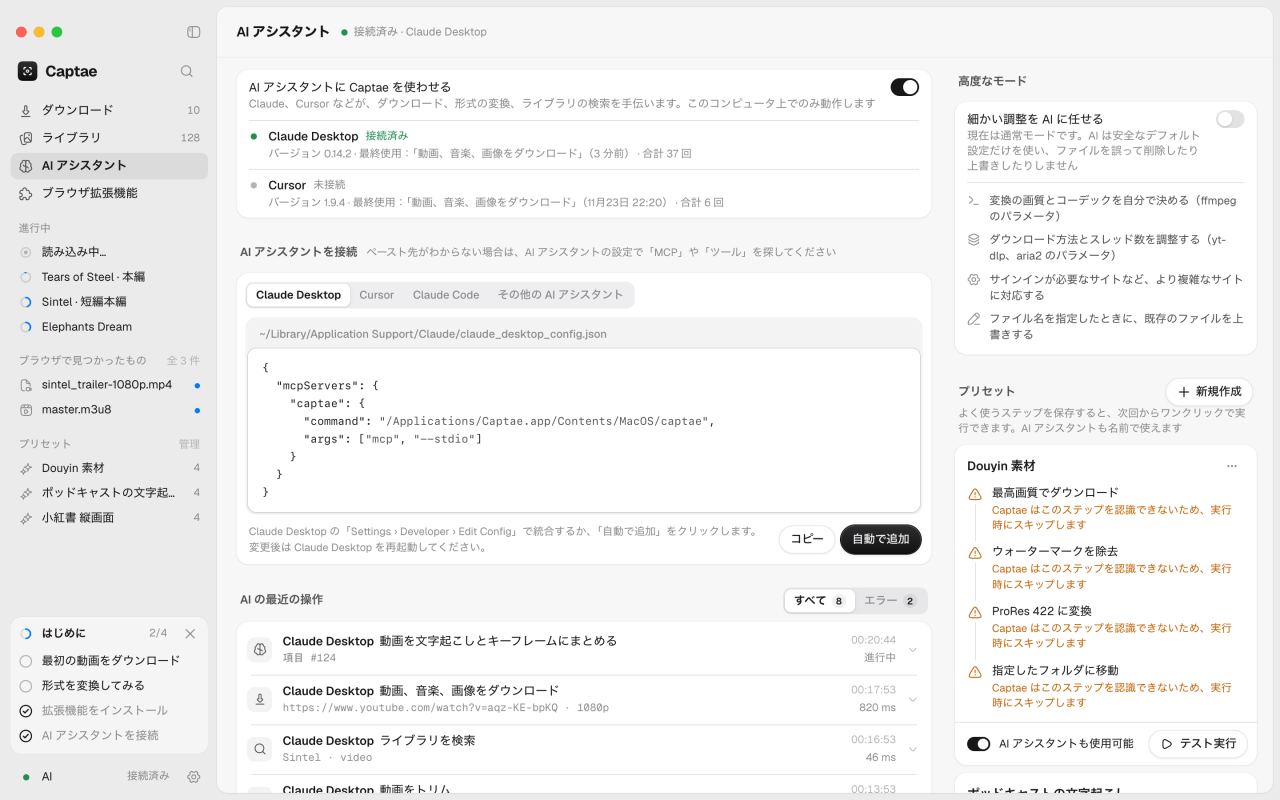 Captae
ダウンロード 10
ライブラリ 128
AI アシスタント
ブラウザ拡張機能
進行中
読み込み中…
Tears of Steel · 本編
Sintel · 短編本編
Elephants Dream
ブラウザで見つかったもの 全 3 件
sintel_trailer-1080p.mp4
master.m3u8
プリセット 管理
Douyin 素材 4
ポッドキャストの文字起… 4
小紅書 縦画面 4
はじめに 2/4
最初の動画をダウンロード
形式を変換してみる
拡張機能をインストール
AI アシスタントを接続
AI 接続済み
AI アシスタント 接続済み · Claude Desktop
AI アシスタントに Captae を使わせる
Claude、Cursor などが、ダウンロード、形式の変換、ライブラリの検索を手伝います。このコンピュータ上でのみ動作します
Claude Desktop 接続済み
バージョン 0.14.2 · 最終使用：「動画、音楽、画像をダウンロード」（3 分前） · 合計 37 回
Cursor 未接続
バージョン 1.9.4 · 最終使用：「動画、音楽、画像をダウンロード」（11月23日 22:20） · 合計 6 回
AI アシスタントを接続 ペースト先がわからない場合は、AI アシスタントの設定で「MCP」や「ツール」を探してください
Claude Desktop Cursor Claude Code その他の AI アシスタント
~/Library/Application Support/Claude/claude_desktop_config.json
{
"mcpServers": {
"captae": {
"command": "/Applications/Captae.app/Contents/MacOS/captae",
"args": ["mcp", "--stdio"]
}
}
}
Claude Desktop の「Settings › Developer › Edit Config」で統合するか、「自動で追加」をクリックします。
変更後は Claude Desktop を再起動してください。
コピー 自動で追加
AI の最近の操作 すべて 8 エラー 2
Claude Desktop 動画を文字起こしとキーフレームにまとめる 00:20:44
項目 #124 進行中
Claude Desktop 動画、音楽、画像をダウンロード 00:17:53
https://www.youtube.com/watch?v=aqz-KE-bpKQ · 1080p 820 ms
Claude Desktop ライブラリを検索 00:16:53
Sintel · video 46 ms
Claude Desktop 動画をトリム 00:13:53
高度なモード
細かい調整を AI に任せる
現在は通常モードです。AI は安全なデフォルト
設定だけを使い、ファイルを誤って削除したり
上書きしたりしません
変換の画質とコーデックを自分で決める（ffmpeg
のパラメータ）
ダウンロード方法とスレッド数を調整する（yt-
dlp、aria2 のパラメータ）
サインインが必要なサイトなど、より複雑なサイト
に対応する
ファイル名を指定したときに、既存のファイルを上
書きする
プリセット 新規作成
よく使うステップを保存すると、次回からワンクリックで実
行できます。AI アシスタントも名前で使えます
Douyin 素材
最高画質でダウンロード
Captae はこのステップを認識できないため、実行
時にスキップします
ウォーターマークを除去
Captae はこのステップを認識できないため、実行
時にスキップします
ProRes 422 に変換
Captae はこのステップを認識できないため、実行
時にスキップします
指定したフォルダに移動
Captae はこのステップを認識できないため、実行
時にスキップします
AI アシスタントも使用可能 テスト実行
ポッドキャストの文字起こし